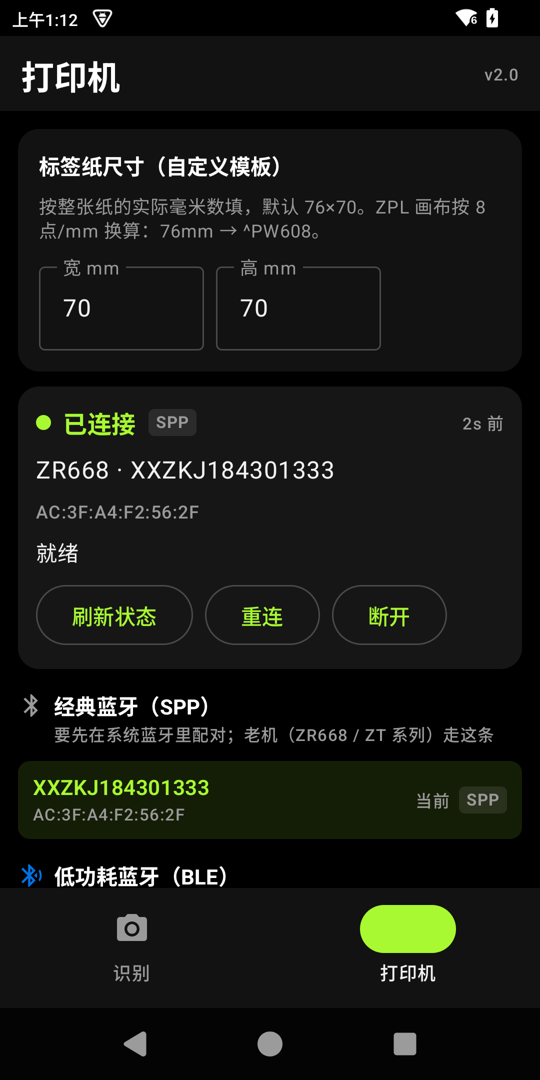 上午1:12
6
打印机
v2.0
标签纸尺寸（自定义模板）
按整张纸的实际毫米数填，默认 76×70。ZPL 画布按 8
点/mm 换算：76mm → ^PW608。
宽 mm
高 mm
70
70
已连接
SPP
2s 前
ZR668 · XXZKJ184301333
AC:3F:A4:F2:56:2F
就绪
刷新状态
重连
断开
经典蓝牙（SPP）
要先在系统蓝牙里配对；老机（ZR668 / ZT 系列）走这条
XXZKJ184301333
当前
SPP
AC:3F:A4:F2:56:2F
低功耗蓝牙（BLE）
识别
打印机